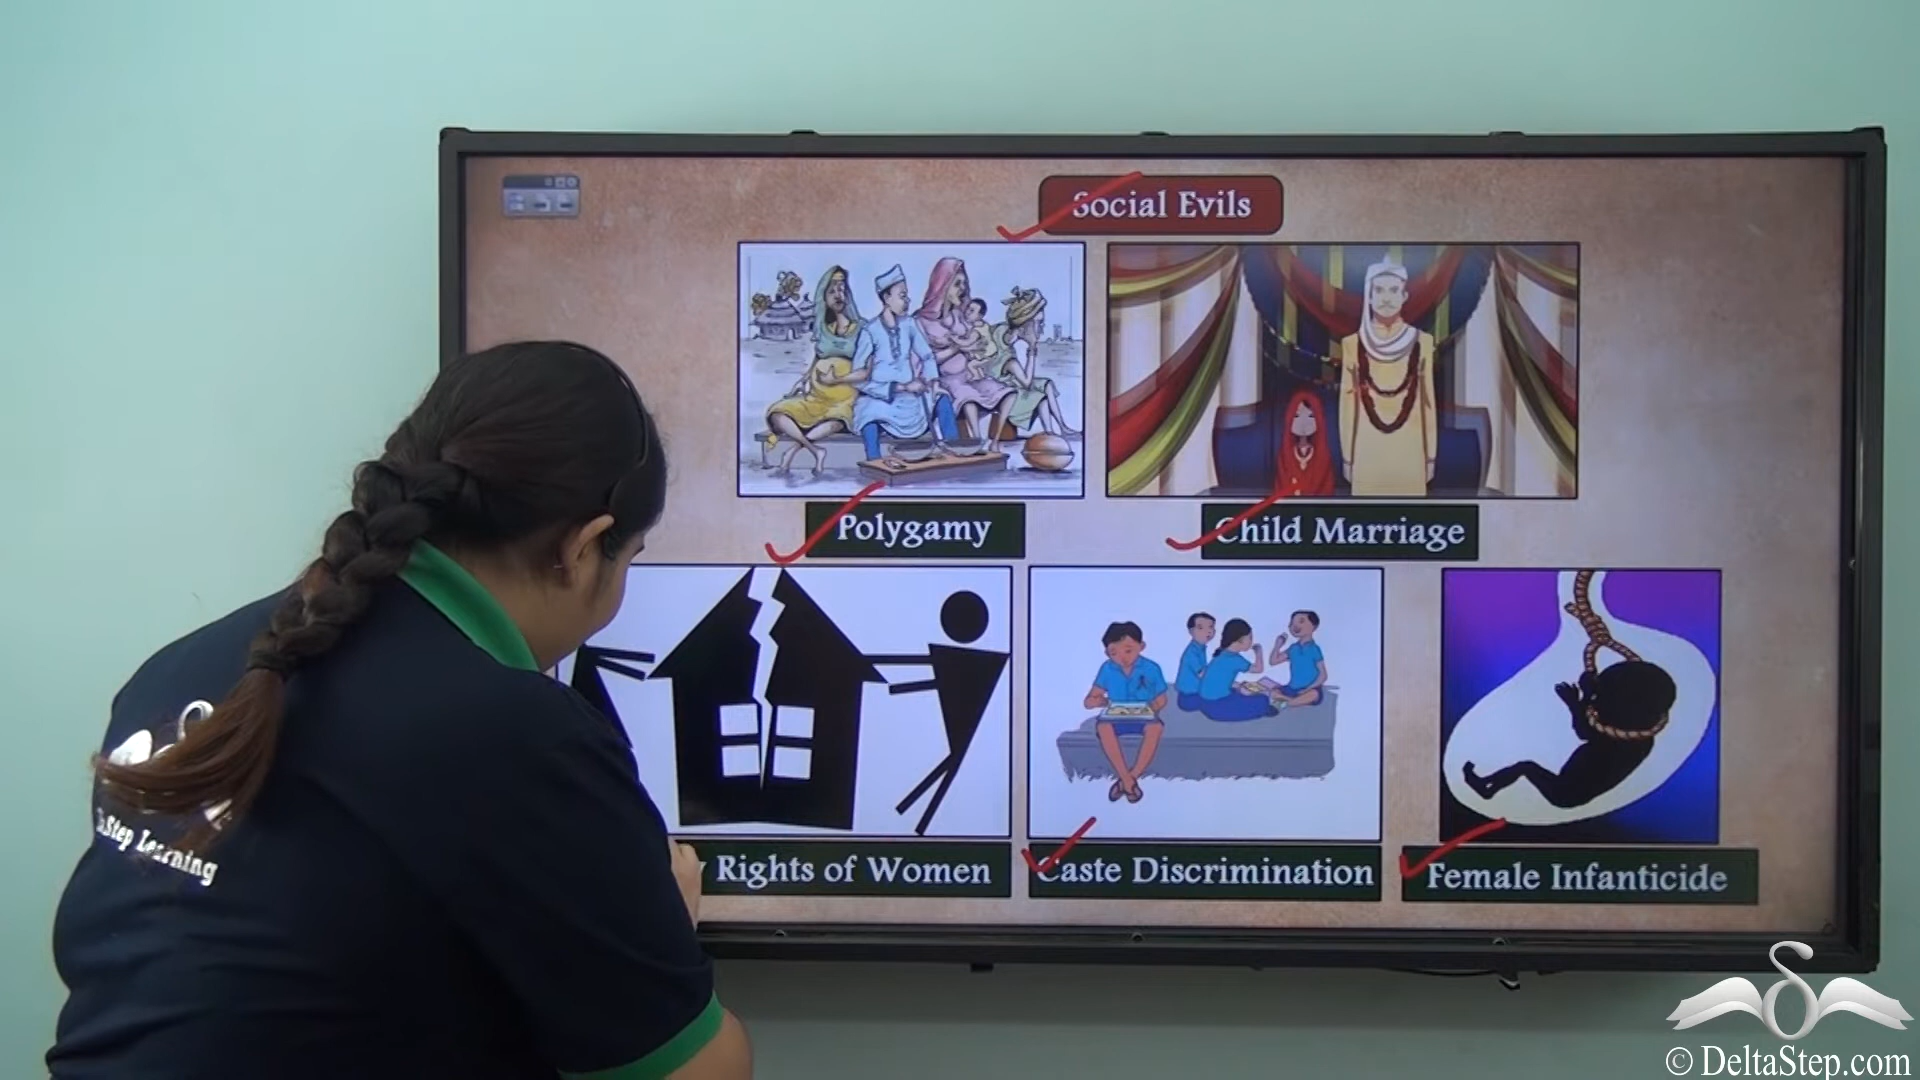 Social Evils
Polygamy
Child Marriage
Rights of Women
Caste Discrimination
Female Infanticide
Step Learning
© DeltaStep.com